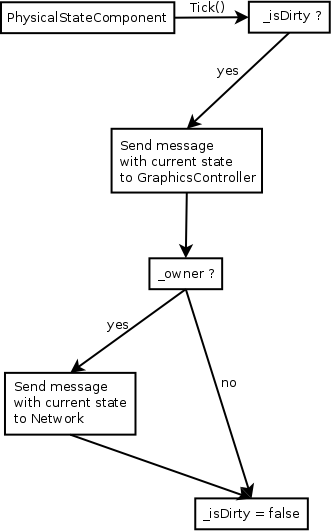 PhysicalStateComponent
Tick()
_isDirty ?
yes
Send message
with current state
to GraphicsController
_owner ?
yes
no
Send message
with current state
to Network
_isDirty = false